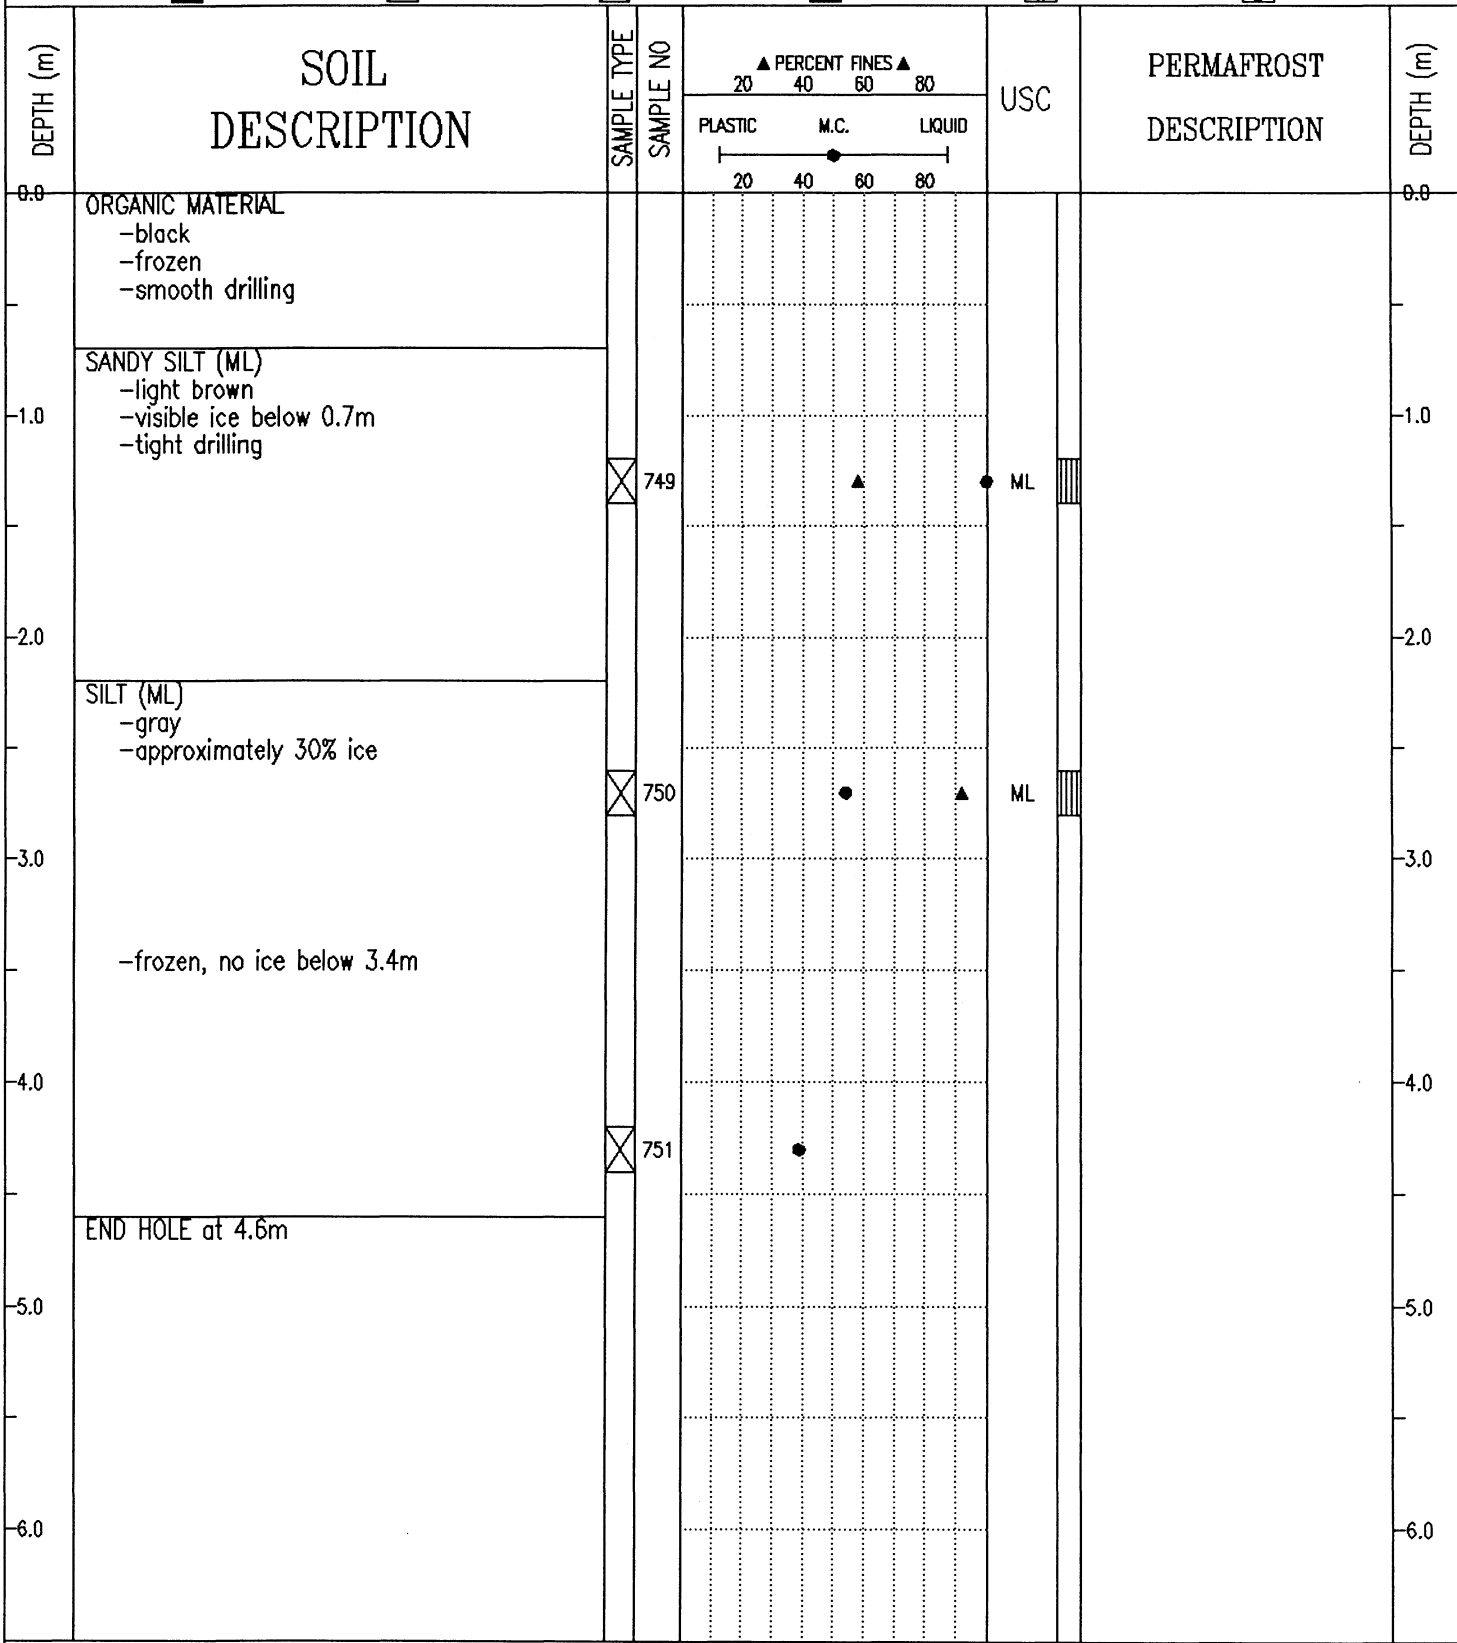 DEPTH (m)
SOIL
DESCRIPTION
SAMPLE TYPE
SAMPLE NO
▲ PERCENT FINES ▲
20 40 60 80
PLASTIC M.C. LIQUID
20 40 60 80
USC
PERMAFROST
DESCRIPTION
DEPTH (m)
0.0 0.0
ORGANIC MATERIAL
-black
-frozen
-smooth drilling
SANDY SILT (ML)
-light brown
-visible ice below 0.7m
-1.0 -1.0
-tight drilling
749 ML
-2.0 -2.0
SILT (ML)
-gray
-approximately 30% ice
750 ML
-3.0 -3.0
-frozen, no ice below 3.4m
-4.0 -4.0
751
END HOLE at 4.6m
-5.0 -5.0
-6.0 -6.0